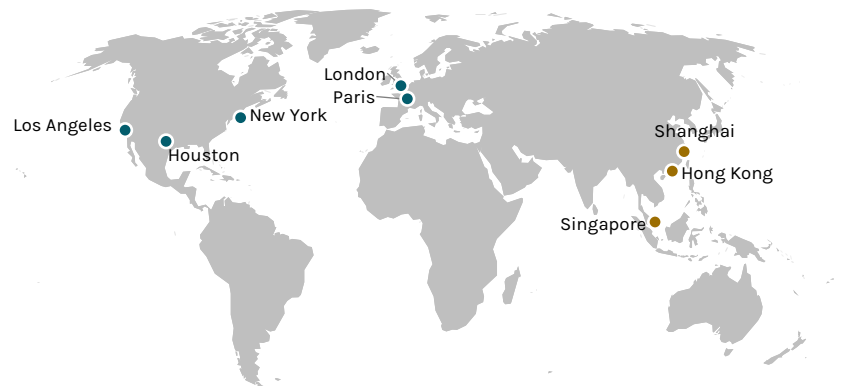 London
Paris
New York
Los Angeles
Houston
Shanghai
Hong Kong
Singapore